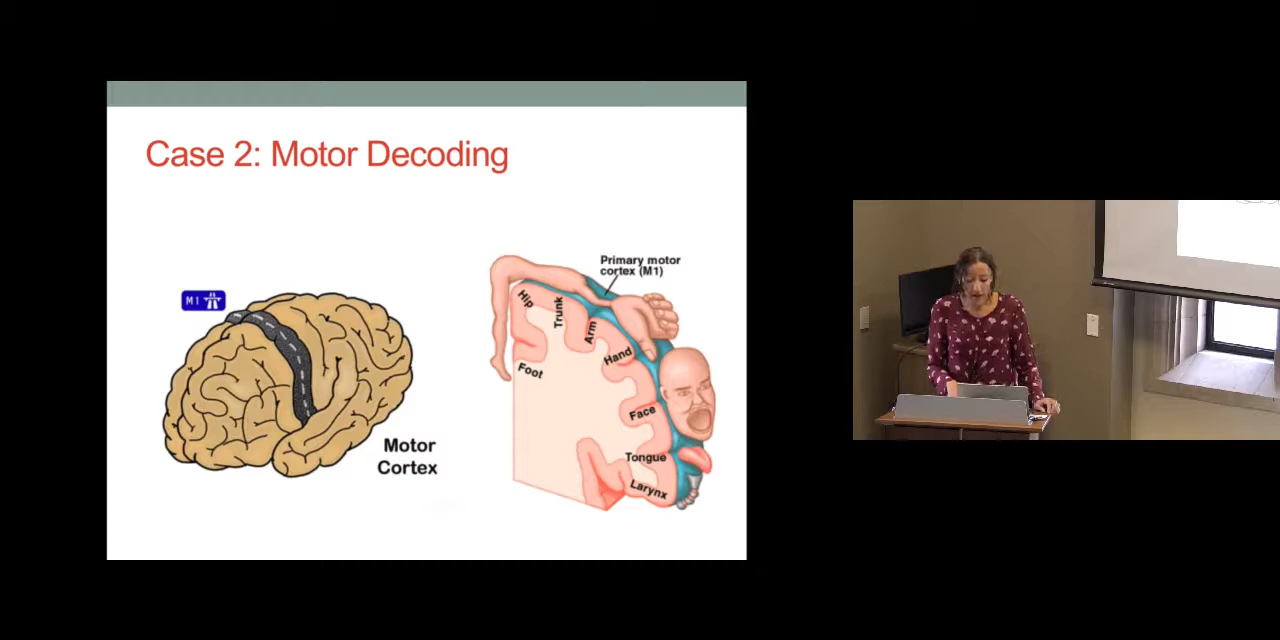 Case 2: Motor Decoding
M1
Motor
Cortex
Primary motor
cortex (M1)
Hip
Trunk
Arm
Hand
Foot
Face
Tongue
Larynx